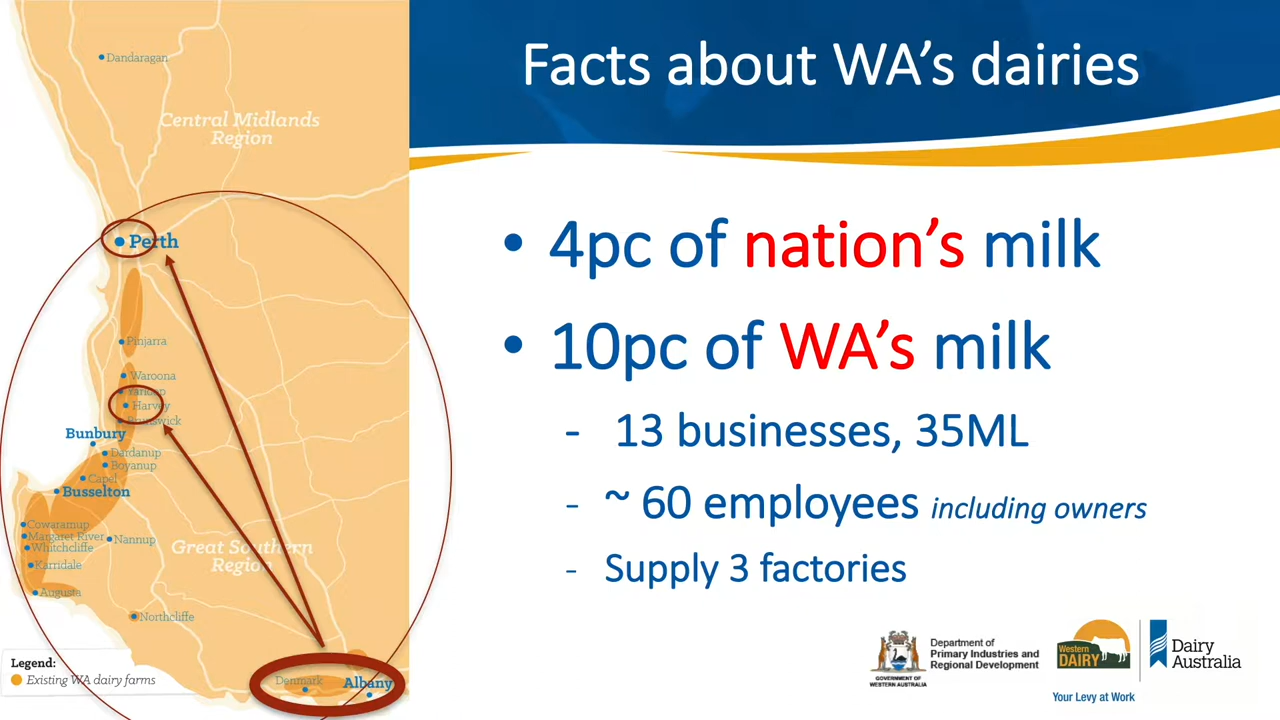 Facts about WA's dairies
• 4pc of nation's milk
• 10pc of WA's milk
- 13 businesses, 35ML
- ~ 60 employees including owners
- Supply 3 factories
Dandaragan
Central Midlands
Region
Perth
Pinjarra
Waroona
Yarloop
Harvey
Brunswick
Bunbury
Dardanup
Boyanup
Capel
Busselton
Cowaramup
Margaret River
Nannup
Whitchcliffe
Great Southern
Region
Karridale
Augusta
Northcliffe
Denmark
Albany
Legend:
Existing WA dairy farms
GOVERNMENT OF
WESTERN AUSTRALIA
Department of
Primary Industries and
Regional Development
Western
DAIRY
Your Levy at Work
Dairy
Australia